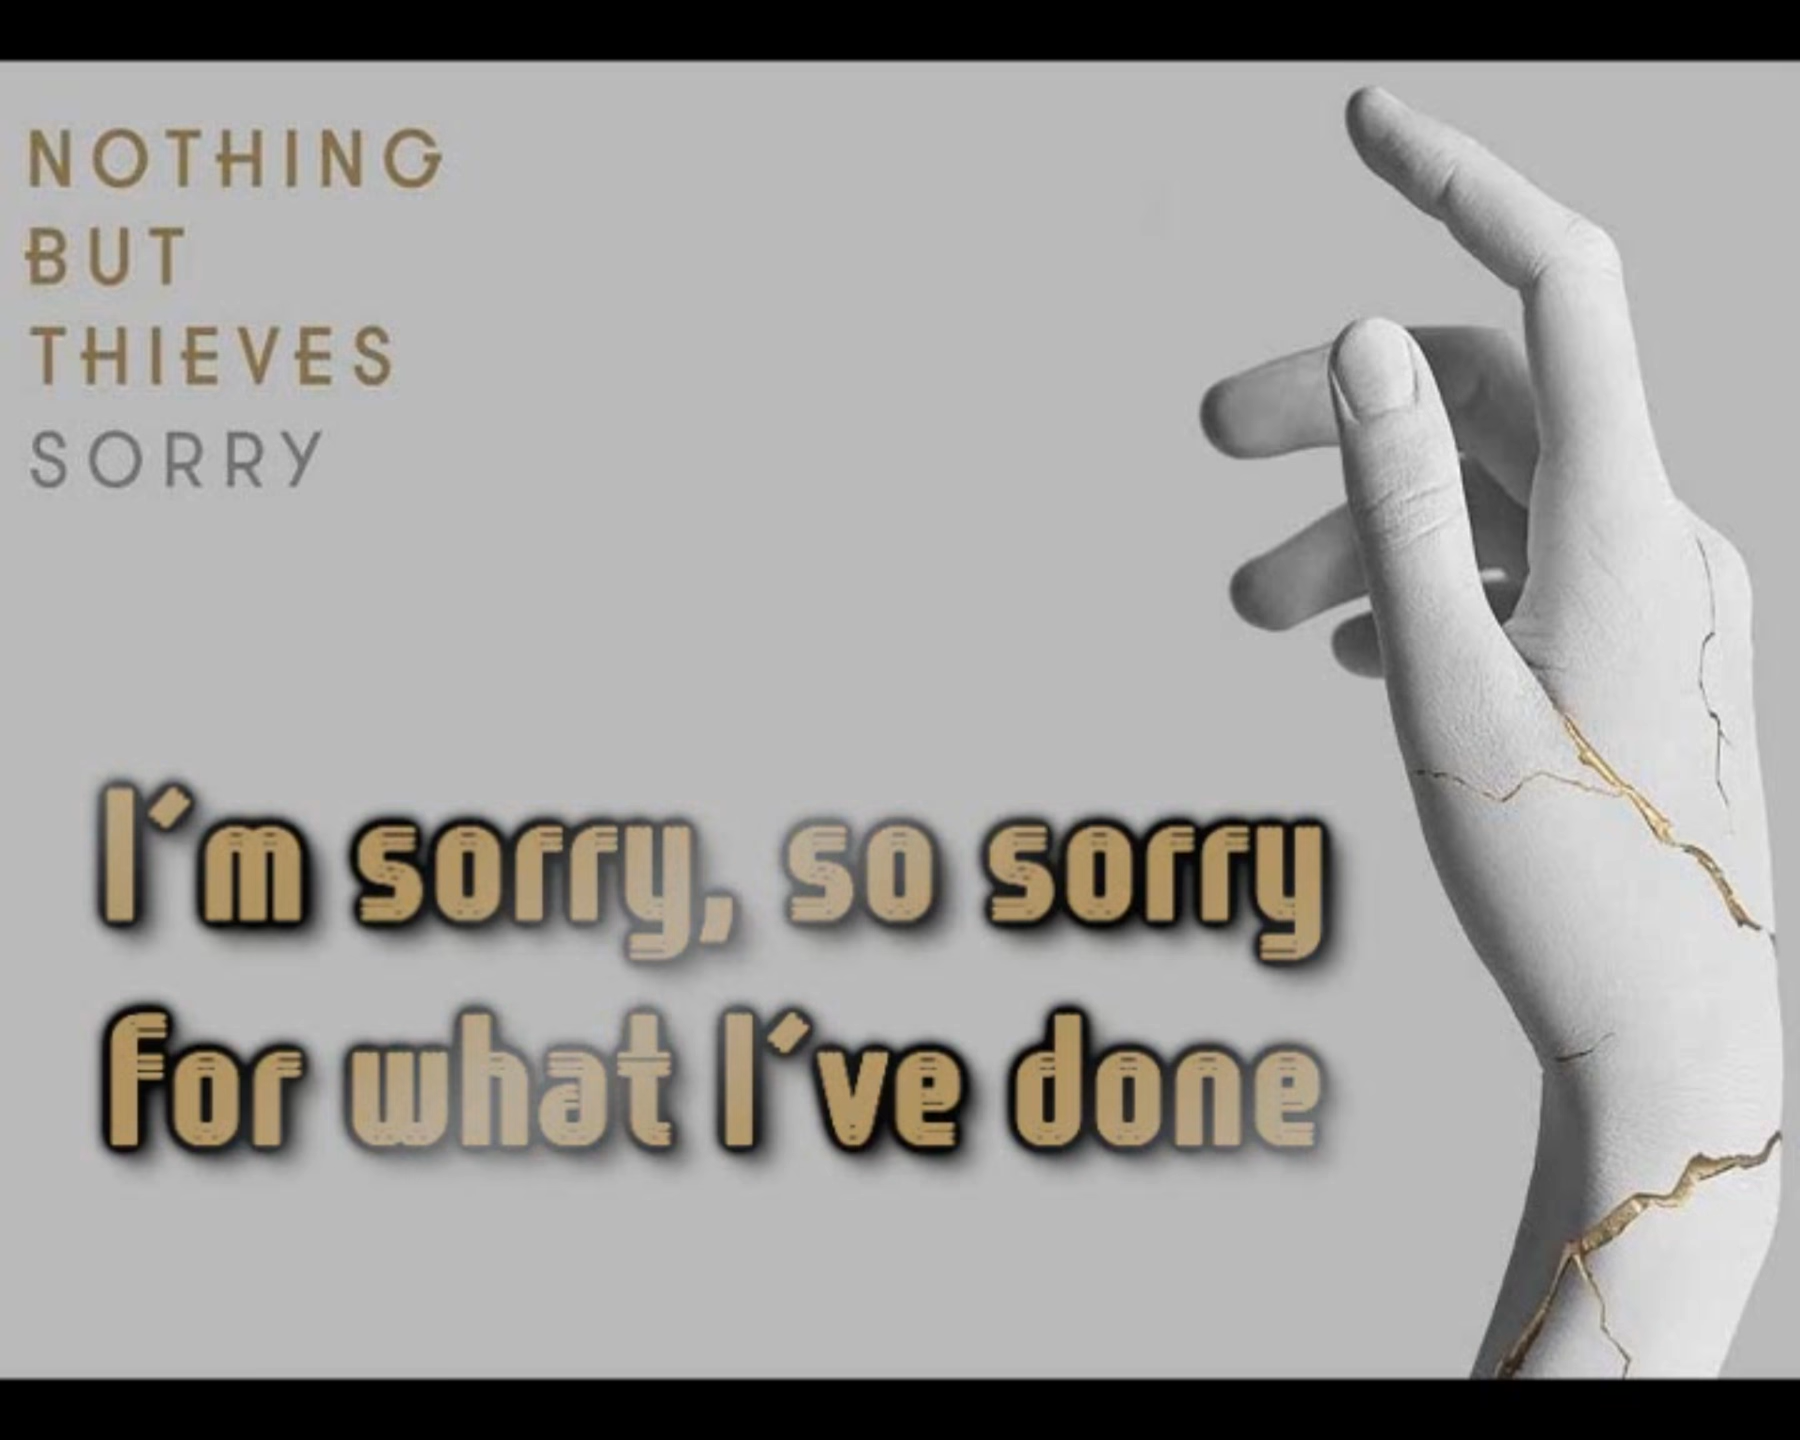 NOTHING
BUT
THIEVES
SORRY
I'm sorry, so sorry
for what I've done